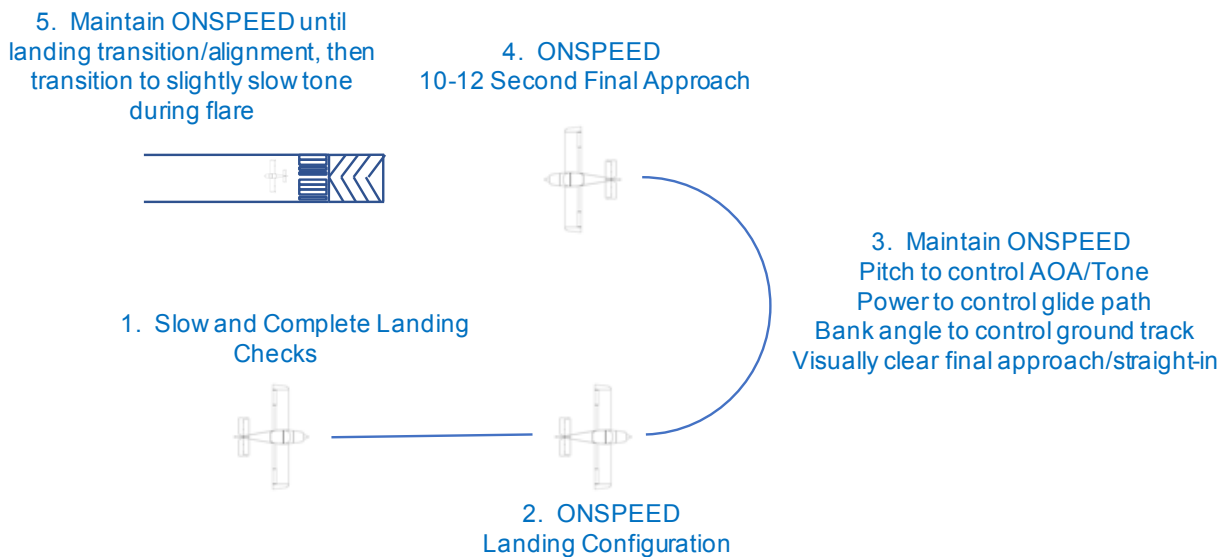 5. Maintain ONSPEED until
landing transition/alignment, then
transition to slightly slow tone
during flare
4. ONSPEED
10-12 Second Final Approach
3. Maintain ONSPEED
Pitch to control AOA/Tone
Power to control glide path
Bank angle to control ground track
Visually clear final approach/straight-in
1. Slow and Complete Landing
Checks
2. ONSPEED
Landing Configuration